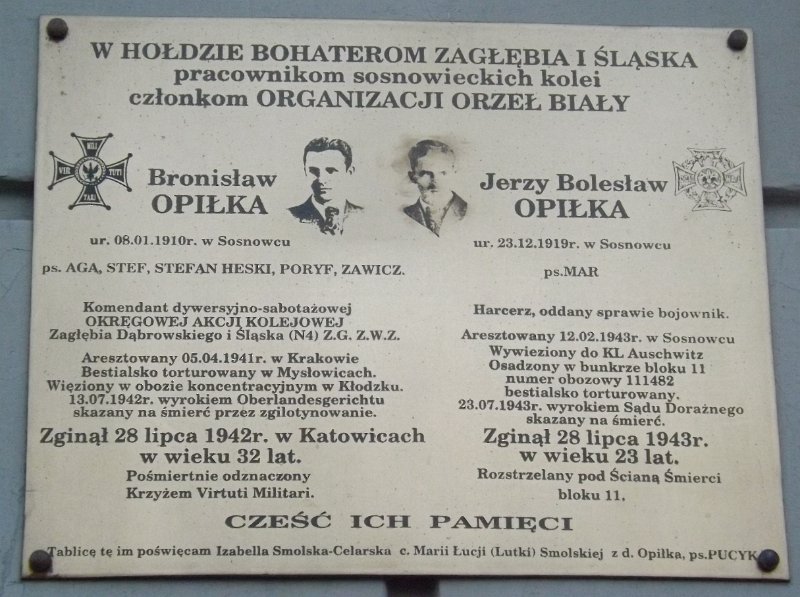 W HOŁDZIE BOHATEROM ZAGŁĘBIA I ŚLĄSKA
pracownikom sosnowieckich kolei
członkom ORGANIZACJI ORZEŁ BIAŁY
VIR MILI TUTI TARI
Bronisław
OPIŁKA
ur. 08.01.1910r. w Sosnowcu
ps. AGA, STEF, STEFAN HESKI, PORYF, ZAWICZ.
Komendant dywersyjno-sabotażowej
OKRĘGOWEJ AKCJI KOLEJOWEJ
Zagłębia Dąbrowskiego i Śląska (N4) Z.G. Z.W.Z.
Aresztowany 05.04.1941r. w Krakowie
Bestialsko torturowany w Mysłowicach.
Więziony w obozie koncentracyjnym w Kłodzku.
13.07.1942r. wyrokiem Oberlandesgerichtu
skazany na śmierć przez zgilotynowanie.
Zginął 28 lipca 1942r. w Katowicach
w wieku 32 lat.
Pośmiertnie odznaczony
Krzyżem Virtuti Militari.
Jerzy Bolesław
OPIŁKA
ur. 23.12.1919r. w Sosnowcu
ps.MAR
Harcerz, oddany sprawie bojownik.
Aresztowany 12.02.1943r. w Sosnowcu
Wywieziony do KL Auschwitz
Osadzony w bunkrze bloku 11
numer obozowy 111482
bestialsko torturowany.
23.07.1943r. wyrokiem Sądu Doraźnego
skazany na śmierć.
Zginął 28 lipca 1943r.
w wieku 23 lat.
Rozstrzelany pod Ścianą Śmierci
bloku 11.
CZEŚĆ ICH PAMIĘCI
Tablicę tę im poświęcam Izabella Smolska-Celarska c. Marii Łucji (Lutki) Smolskiej z d. Opiłka, ps.PUCYK